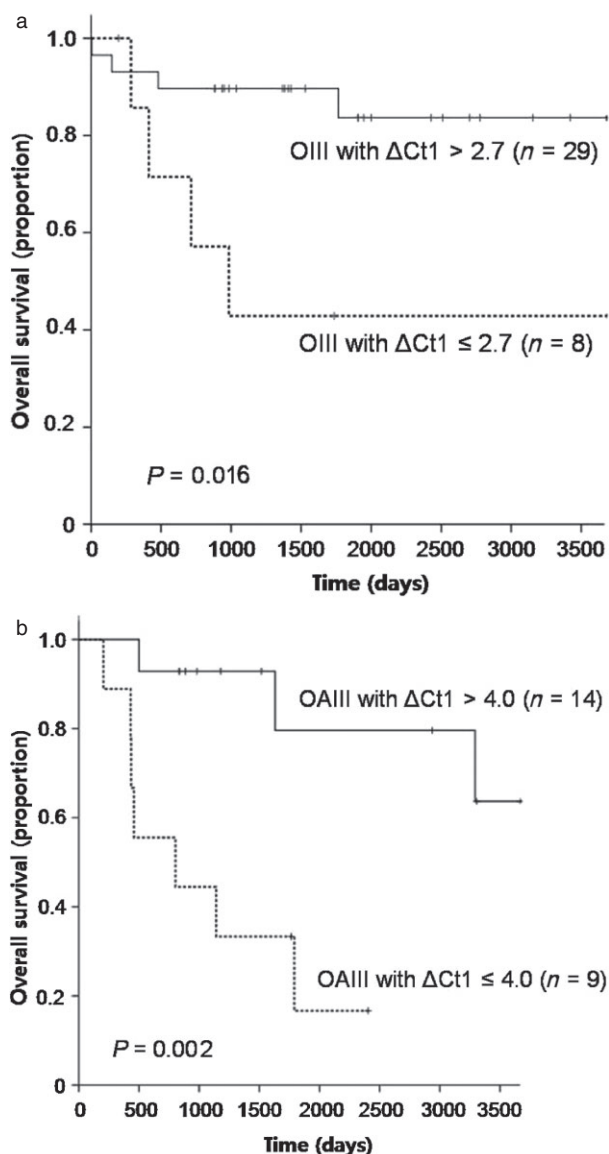 a
1.0
0.8
0.6
0.4
0.2
0
Overall survival (proportion)
OIII with ΔCt1 > 2.7 (n = 29)
OIII with ΔCt1 ≤ 2.7 (n = 8)
P = 0.016
0 500 1000 1500 2000 2500 3000 3500
Time (days)
b
1.0
0.8
0.6
0.4
0.2
0
Overall survival (proportion)
OAIII with ΔCt1 > 4.0 (n = 14)
OAIII with ΔCt1 ≤ 4.0 (n = 9)
P = 0.002
0 500 1000 1500 2000 2500 3000 3500
Time (days)